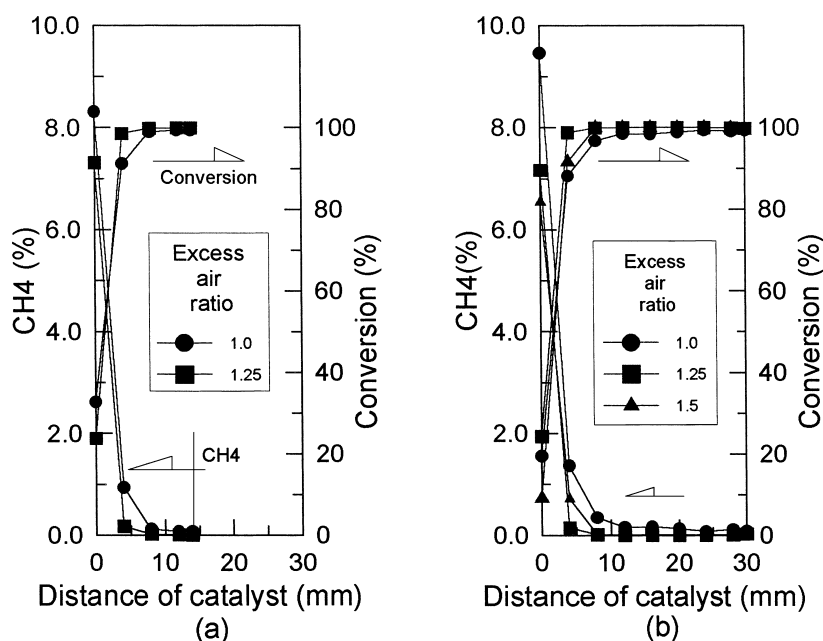 10.0
8.0
6.0
4.0
2.0
0.0
CH4 (%)
100
80
60
40
20
0
Conversion (%)
Conversion
Excess
air
ratio
1.0
1.25
CH4
0 10 20 30
Distance of catalyst (mm)
(a)
10.0
8.0
6.0
4.0
2.0
0.0
CH4(%)
100
80
60
40
20
0
Conversion (%)
Excess
air
ratio
1.0
1.25
1.5
0 10 20 30
Distance of catalyst (mm)
(b)